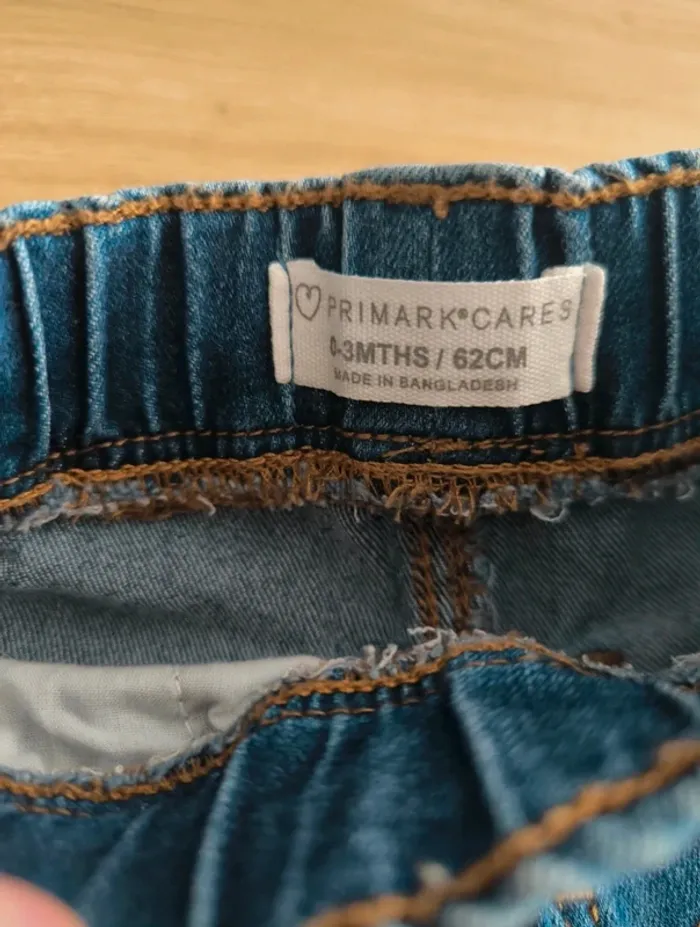 PRIMARK®CARES
0-3MTHS / 62CM
MADE IN BANGLADESH